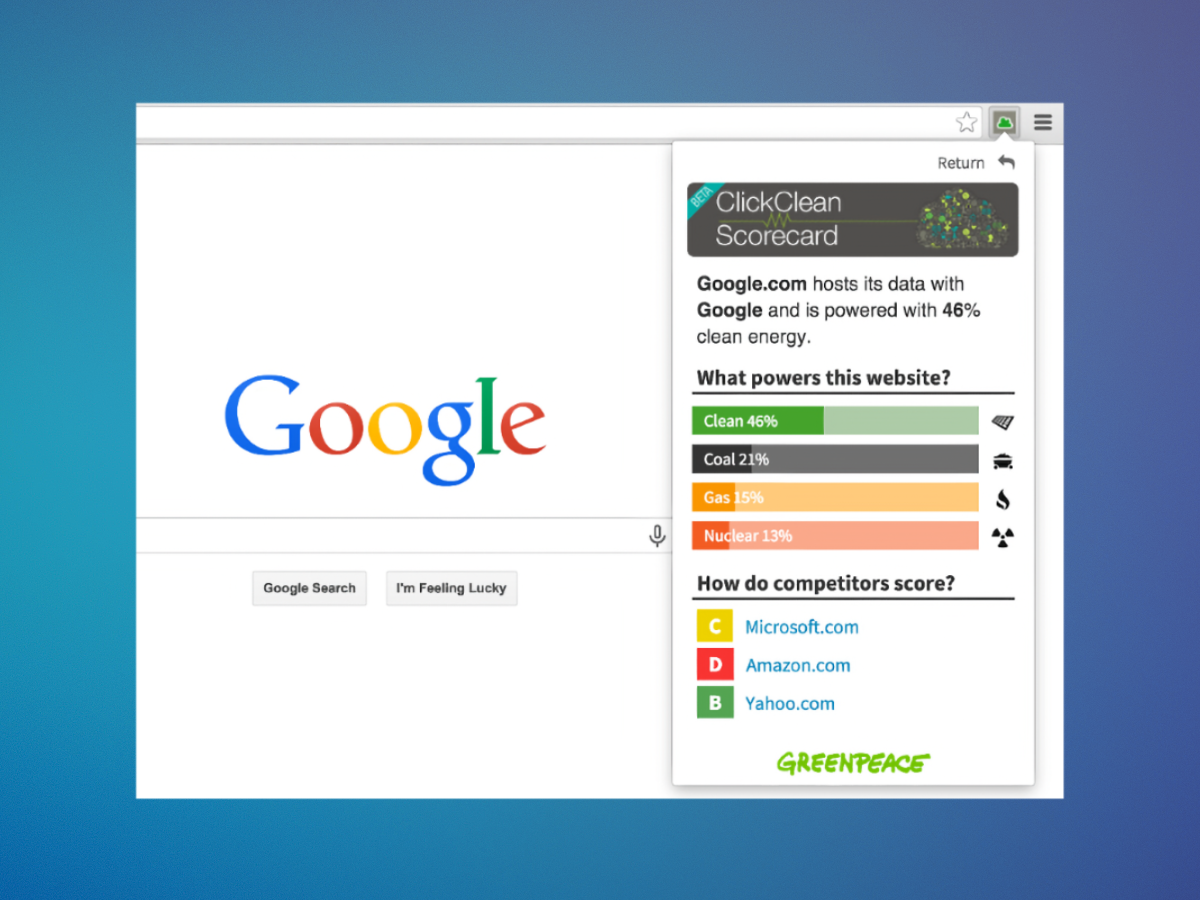 Return
BETA
ClickClean
Scorecard
Google.com hosts its data with
Google and is powered with 46%
clean energy.
What powers this website?
Clean 46%
Coal 21%
Gas 15%
Nuclear 13%
How do competitors score?
C Microsoft.com
D Amazon.com
B Yahoo.com
GREENPEACE
Google
Google Search
I'm Feeling Lucky